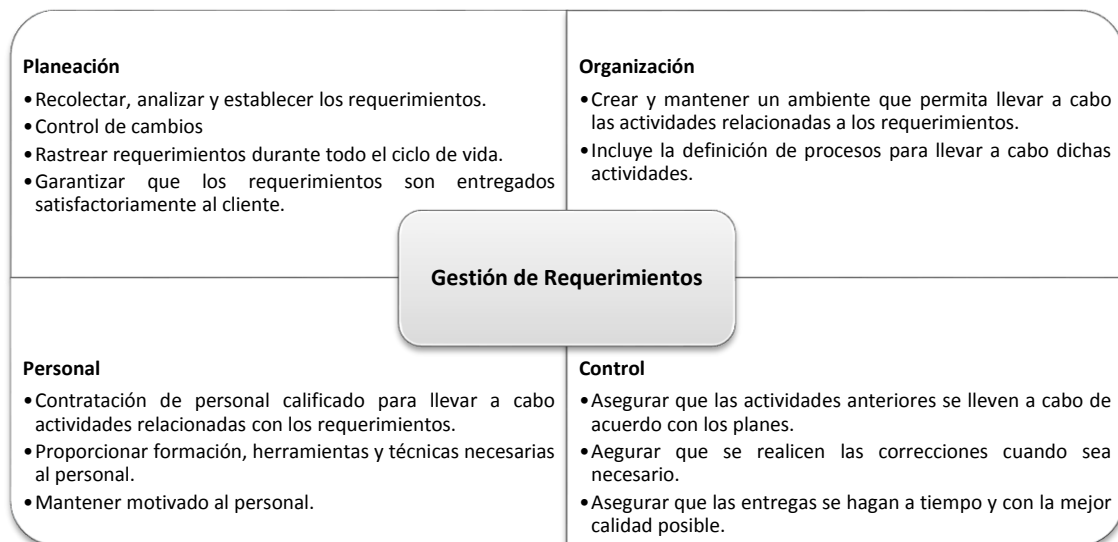 Planeación
•Recolectar, analizar y establecer los requerimientos.
•Control de cambios
•Rastrear requerimientos durante todo el ciclo de vida.
•Garantizar que los requerimientos son entregados
satisfactoriamente al cliente.
Organización
•Crear y mantener un ambiente que permita llevar a cabo
las actividades relacionadas a los requerimientos.
•Incluye la definición de procesos para llevar a cabo dichas
actividades.
Gestión de Requerimientos
Personal
•Contratación de personal calificado para llevar a cabo
actividades relacionadas con los requerimientos.
•Proporcionar formación, herramientas y técnicas necesarias
al personal.
•Mantener motivado al personal.
Control
•Asegurar que las actividades anteriores se lleven a cabo de
acuerdo con los planes.
•Aegurar que se realicen las correcciones cuando sea
necesario.
•Asegurar que las entregas se hagan a tiempo y con la mejor
calidad posible.